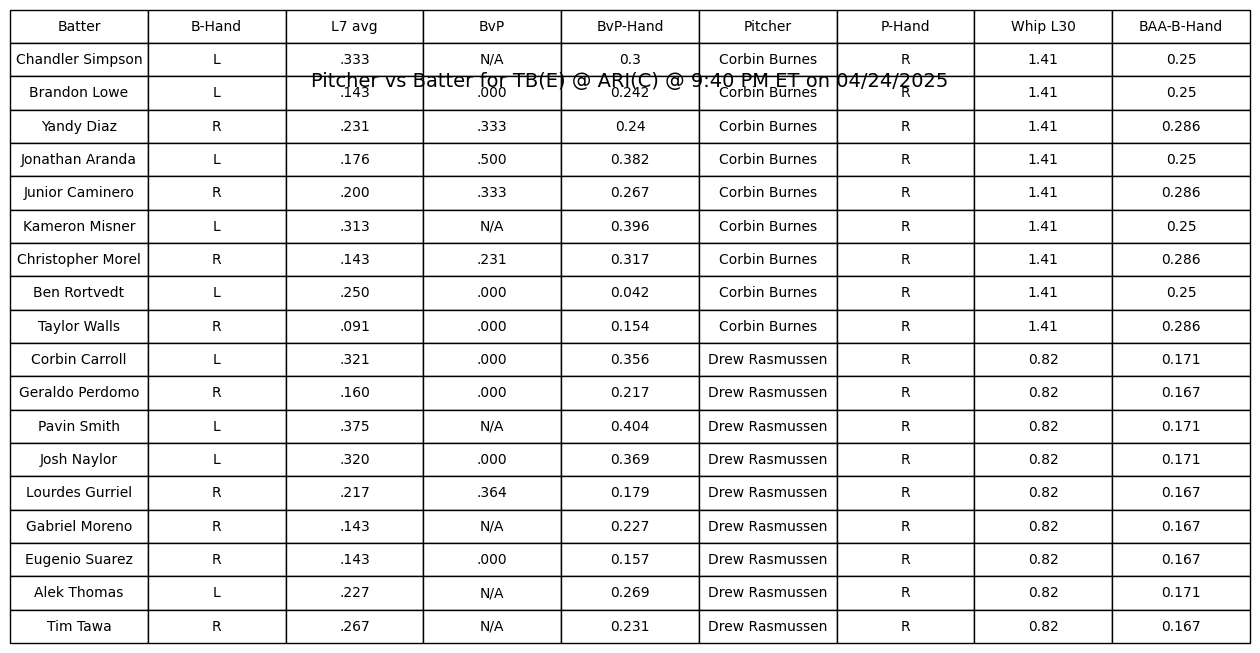 Batter B-Hand L7 avg BvP BvP-Hand Pitcher P-Hand Whip L30 BAA-B-Hand
Chandler Simpson L .333 N/A 0.3 Corbin Burnes R 1.41 0.25
Pitcher vs Batter for TB(E) @ ARI(C) @ 9:40 PM ET on 04/24/2025
Brandon Lowe L .143 .000 0.242 Corbin Burnes R 1.41 0.25
Yandy Diaz R .231 .333 0.24 Corbin Burnes R 1.41 0.286
Jonathan Aranda L .176 .500 0.382 Corbin Burnes R 1.41 0.25
Junior Caminero R .200 .333 0.267 Corbin Burnes R 1.41 0.286
Kameron Misner L .313 N/A 0.396 Corbin Burnes R 1.41 0.25
Christopher Morel R .143 .231 0.317 Corbin Burnes R 1.41 0.286
Ben Rortvedt L .250 .000 0.042 Corbin Burnes R 1.41 0.25
Taylor Walls R .091 .000 0.154 Corbin Burnes R 1.41 0.286
Corbin Carroll L .321 .000 0.356 Drew Rasmussen R 0.82 0.171
Geraldo Perdomo R .160 .000 0.217 Drew Rasmussen R 0.82 0.167
Pavin Smith L .375 N/A 0.404 Drew Rasmussen R 0.82 0.171
Josh Naylor L .320 .000 0.369 Drew Rasmussen R 0.82 0.171
Lourdes Gurriel R .217 .364 0.179 Drew Rasmussen R 0.82 0.167
Gabriel Moreno R .143 N/A 0.227 Drew Rasmussen R 0.82 0.167
Eugenio Suarez R .143 .000 0.157 Drew Rasmussen R 0.82 0.167
Alek Thomas L .227 N/A 0.269 Drew Rasmussen R 0.82 0.171
Tim Tawa R .267 N/A 0.231 Drew Rasmussen R 0.82 0.167